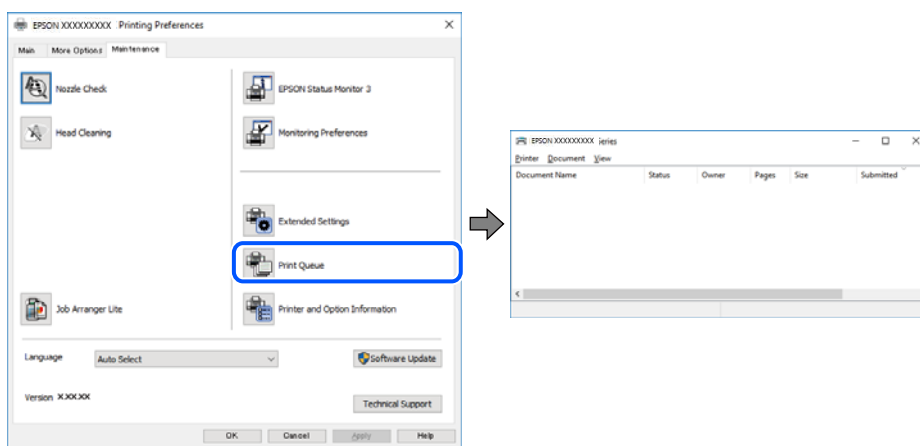 EPSON XXXXXXXXX Printing Preferences
Main More Options Maintenance
Nozzle Check
EPSON Status Monitor 3
Head Cleaning
Monitoring Preferences
Extended Settings
Print Queue
Job Arranger Lite
Printer and Option Information
Language Auto Select Software Update
Version X.XX.XX
Technical Support
OK Cancel Apply Help
EPSON XXXXXXXXX ieries
Printer Document View
Document Name Status Owner Pages Size Submitted